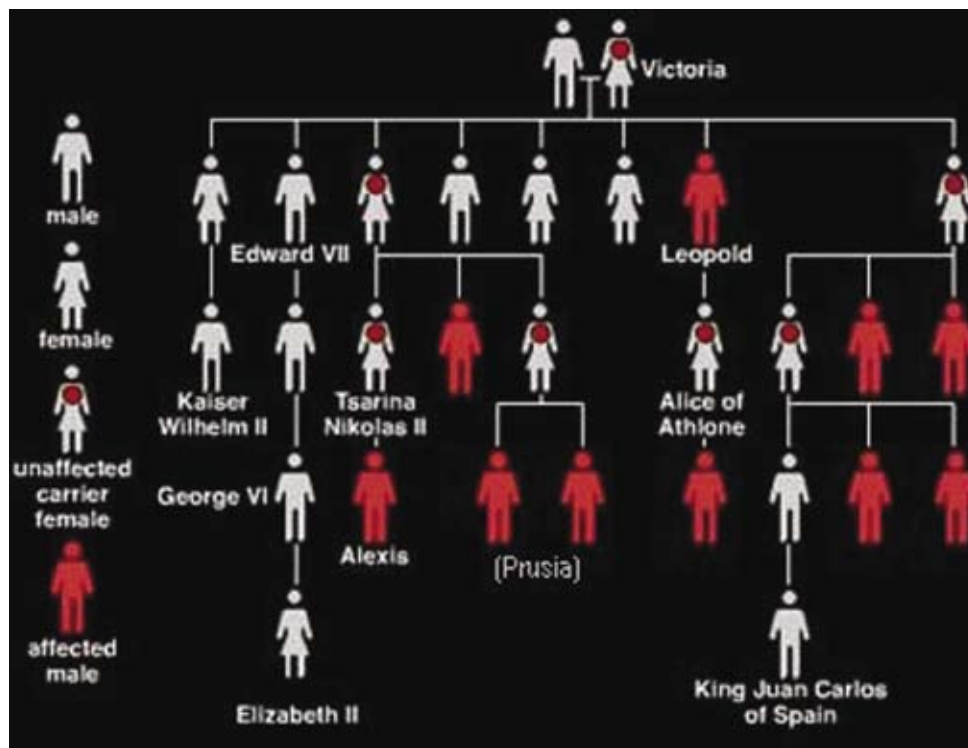 Victoria
male
Edward VII
Leopold
female
Kaiser
Wilhelm II
Tsarina
Nikolas II
Alice of
Athlone
unaffected
carrier
female
George VI
Alexis
(Prusia)
affected
male
Elizabeth II
King Juan Carlos
of Spain